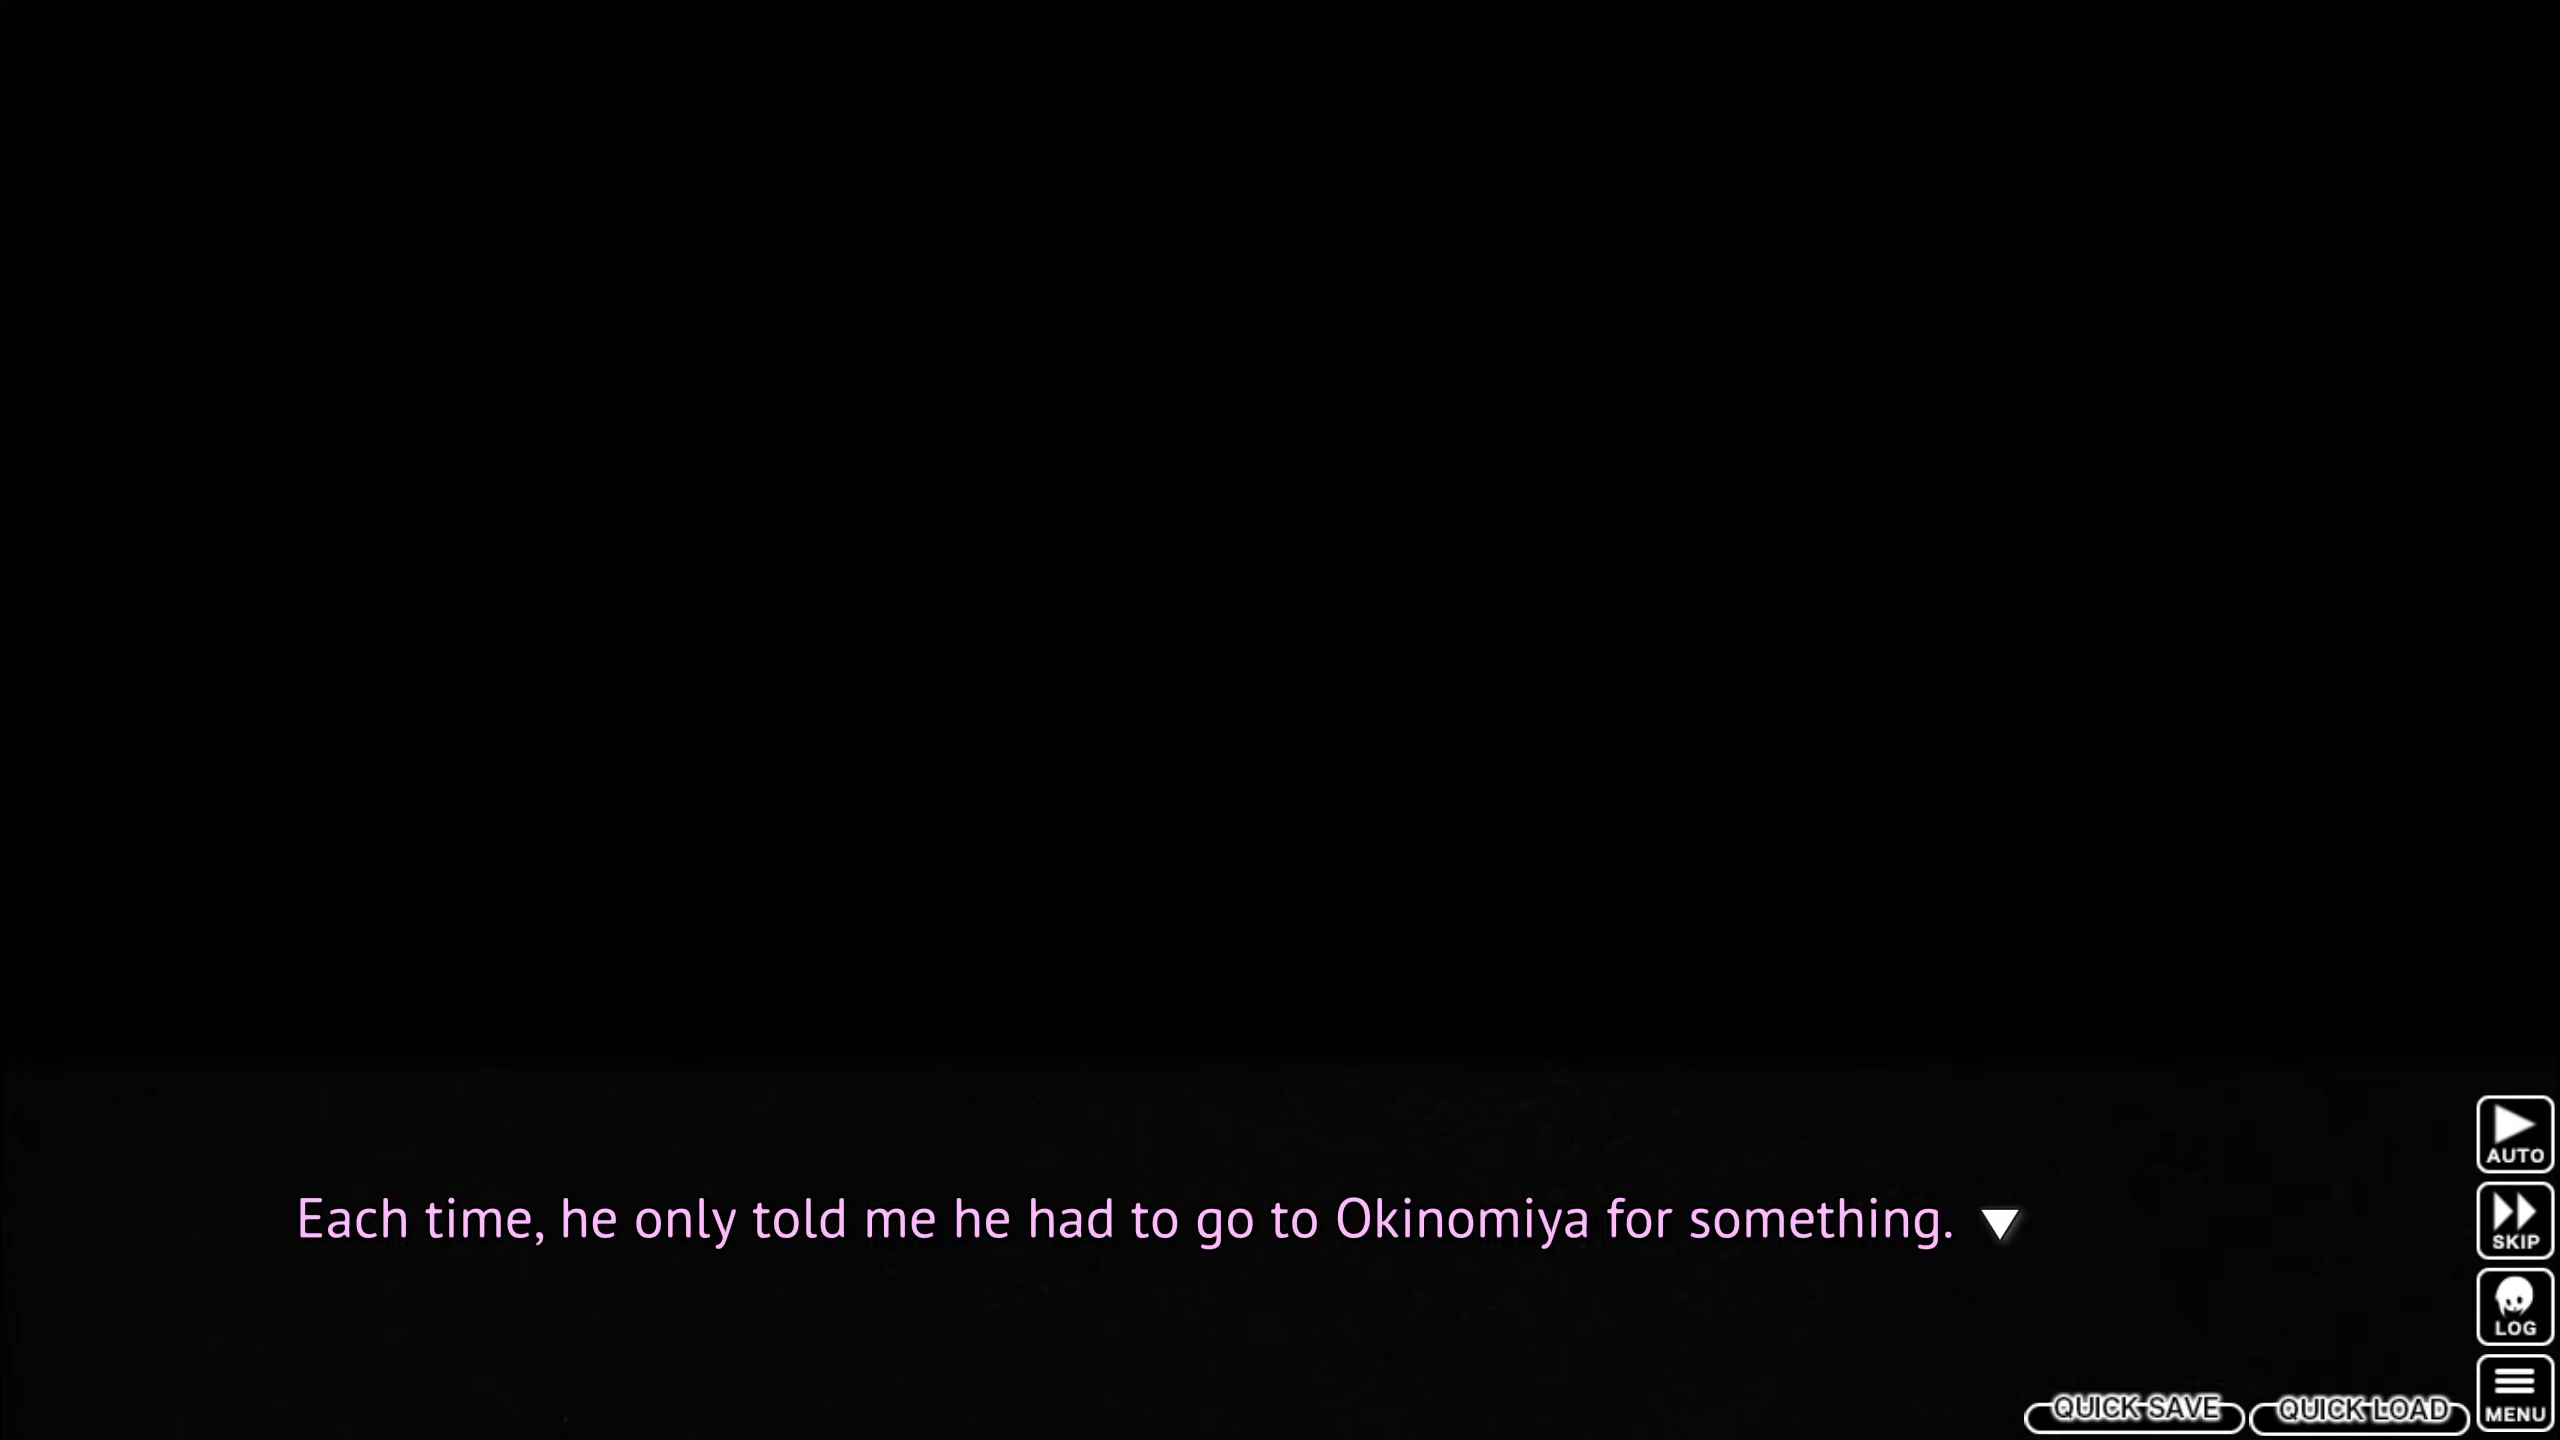 Each time, he only told me he had to go to Okinomiya for something.
AUTO
SKIP
LOG
MENU
QUICK SAVE
QUICK LOAD